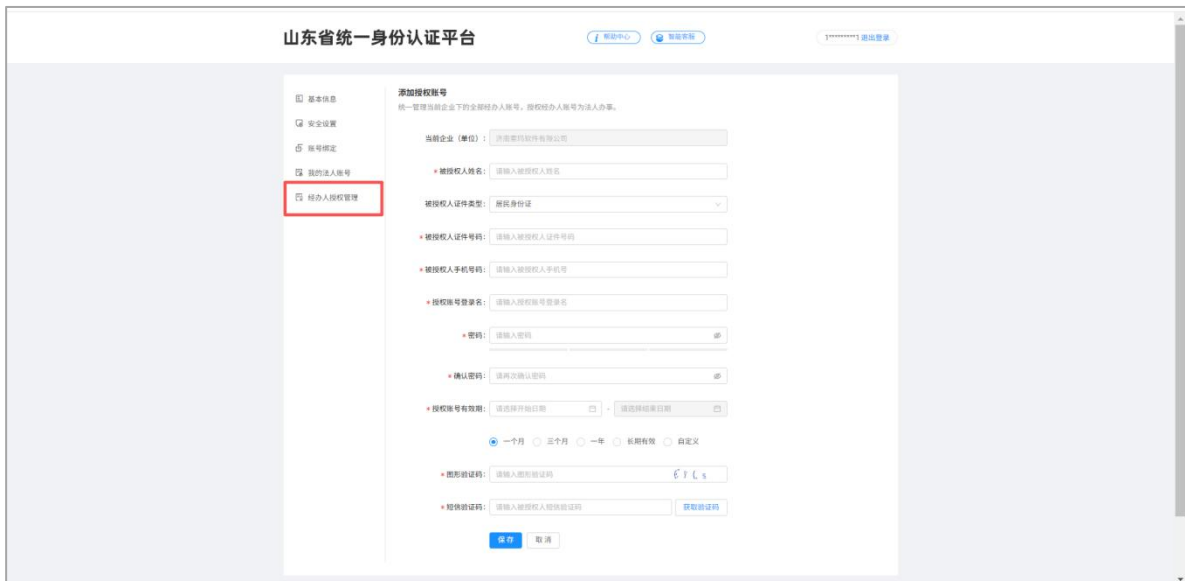 山东省统一身份认证平台
帮助中心 智能客服
1*********1 退出登录
基本信息
安全设置
账号绑定
我的法人账号
经办人授权管理
添加授权账号
统一管理当前企业下的全部经办人账号，授权经办人账号为法人办事。
当前企业（单位）：
* 被授权人姓名： 请输入被授权人姓名
被授权人证件类型： 居民身份证
* 被授权人证件号码： 请输入被授权人证件号码
* 被授权人手机号码： 请输入被授权人手机号
* 授权账号登录名： 请输入授权账号登录名
* 密码： 请输入密码
* 确认密码： 请再次确认密码
* 授权账号有效期： 请选择开始日期 - 请选择结束日期
一个月 三个月 一年 长期有效 自定义
* 图形验证码： 请输入图形验证码
* 短信验证码： 请输入被授权人短信验证码 获取验证码
保存 取消